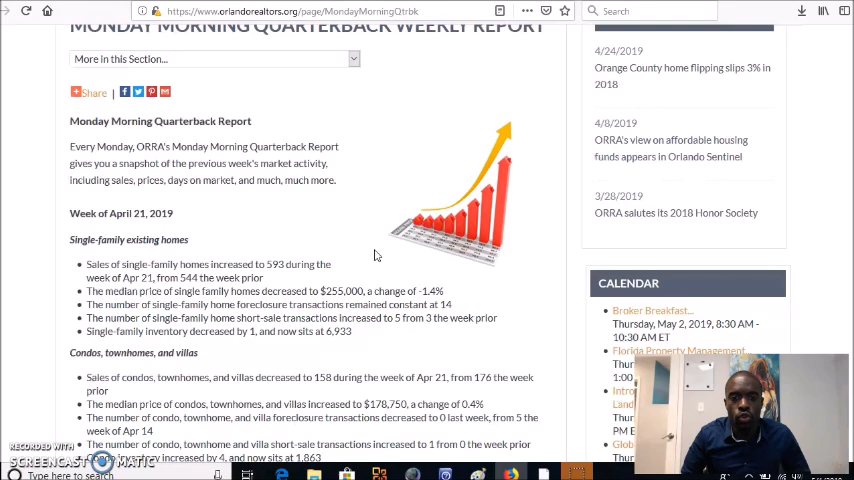 https://www.orlandorealtors.org/page/MondayMorningQtrbk
Search
MONDAY MORNING QUARTERBACK WEEKLY REPORT
More in this Section...
Share |
Monday Morning Quarterback Report
Every Monday, ORRA's Monday Morning Quarterback Report
gives you a snapshot of the previous week's market activity,
including sales, prices, days on market, and much, much more.
Week of April 21, 2019
Single-family existing homes
Sales of single-family homes increased to 593 during the
week of Apr 21, from 544 the week prior
The median price of single family homes decreased to $255,000, a change of -1.4%
The number of single-family home foreclosure transactions remained constant at 14
The number of single-family home short-sale transactions increased to 5 from 3 the week prior
Single-family inventory decreased by 1, and now sits at 6,933
Condos, townhomes, and villas
Sales of condos, townhomes, and villas decreased to 158 during the week of Apr 21, from 176 the week
prior
The median price of condos, townhomes, and villas increased to $178,750, a change of 0.4%
The number of condo, townhome, and villa foreclosure transactions decreased to 0 last week, from 5 the
week of Apr 14
The number of condo, townhome and villa short-sale transactions increased to 1 from 0 the week prior
Condo inventory increased by 4, and now sits at 1,863
4/24/2019
Orange County home flipping slips 3% in
2018
4/8/2019
ORRA's view on affordable housing
funds appears in Orlando Sentinel
3/28/2019
ORRA salutes its 2018 Honor Society
CALENDAR
Broker Breakfast...
Thursday, May 2, 2019, 8:30 AM -
10:30 AM ET
Florida Property Management...
Thur
1:00
Intro
Land
Thur
PM E
Glob
Thur
RECORDED WITH
SCREENCAST MATIC
Type here to search